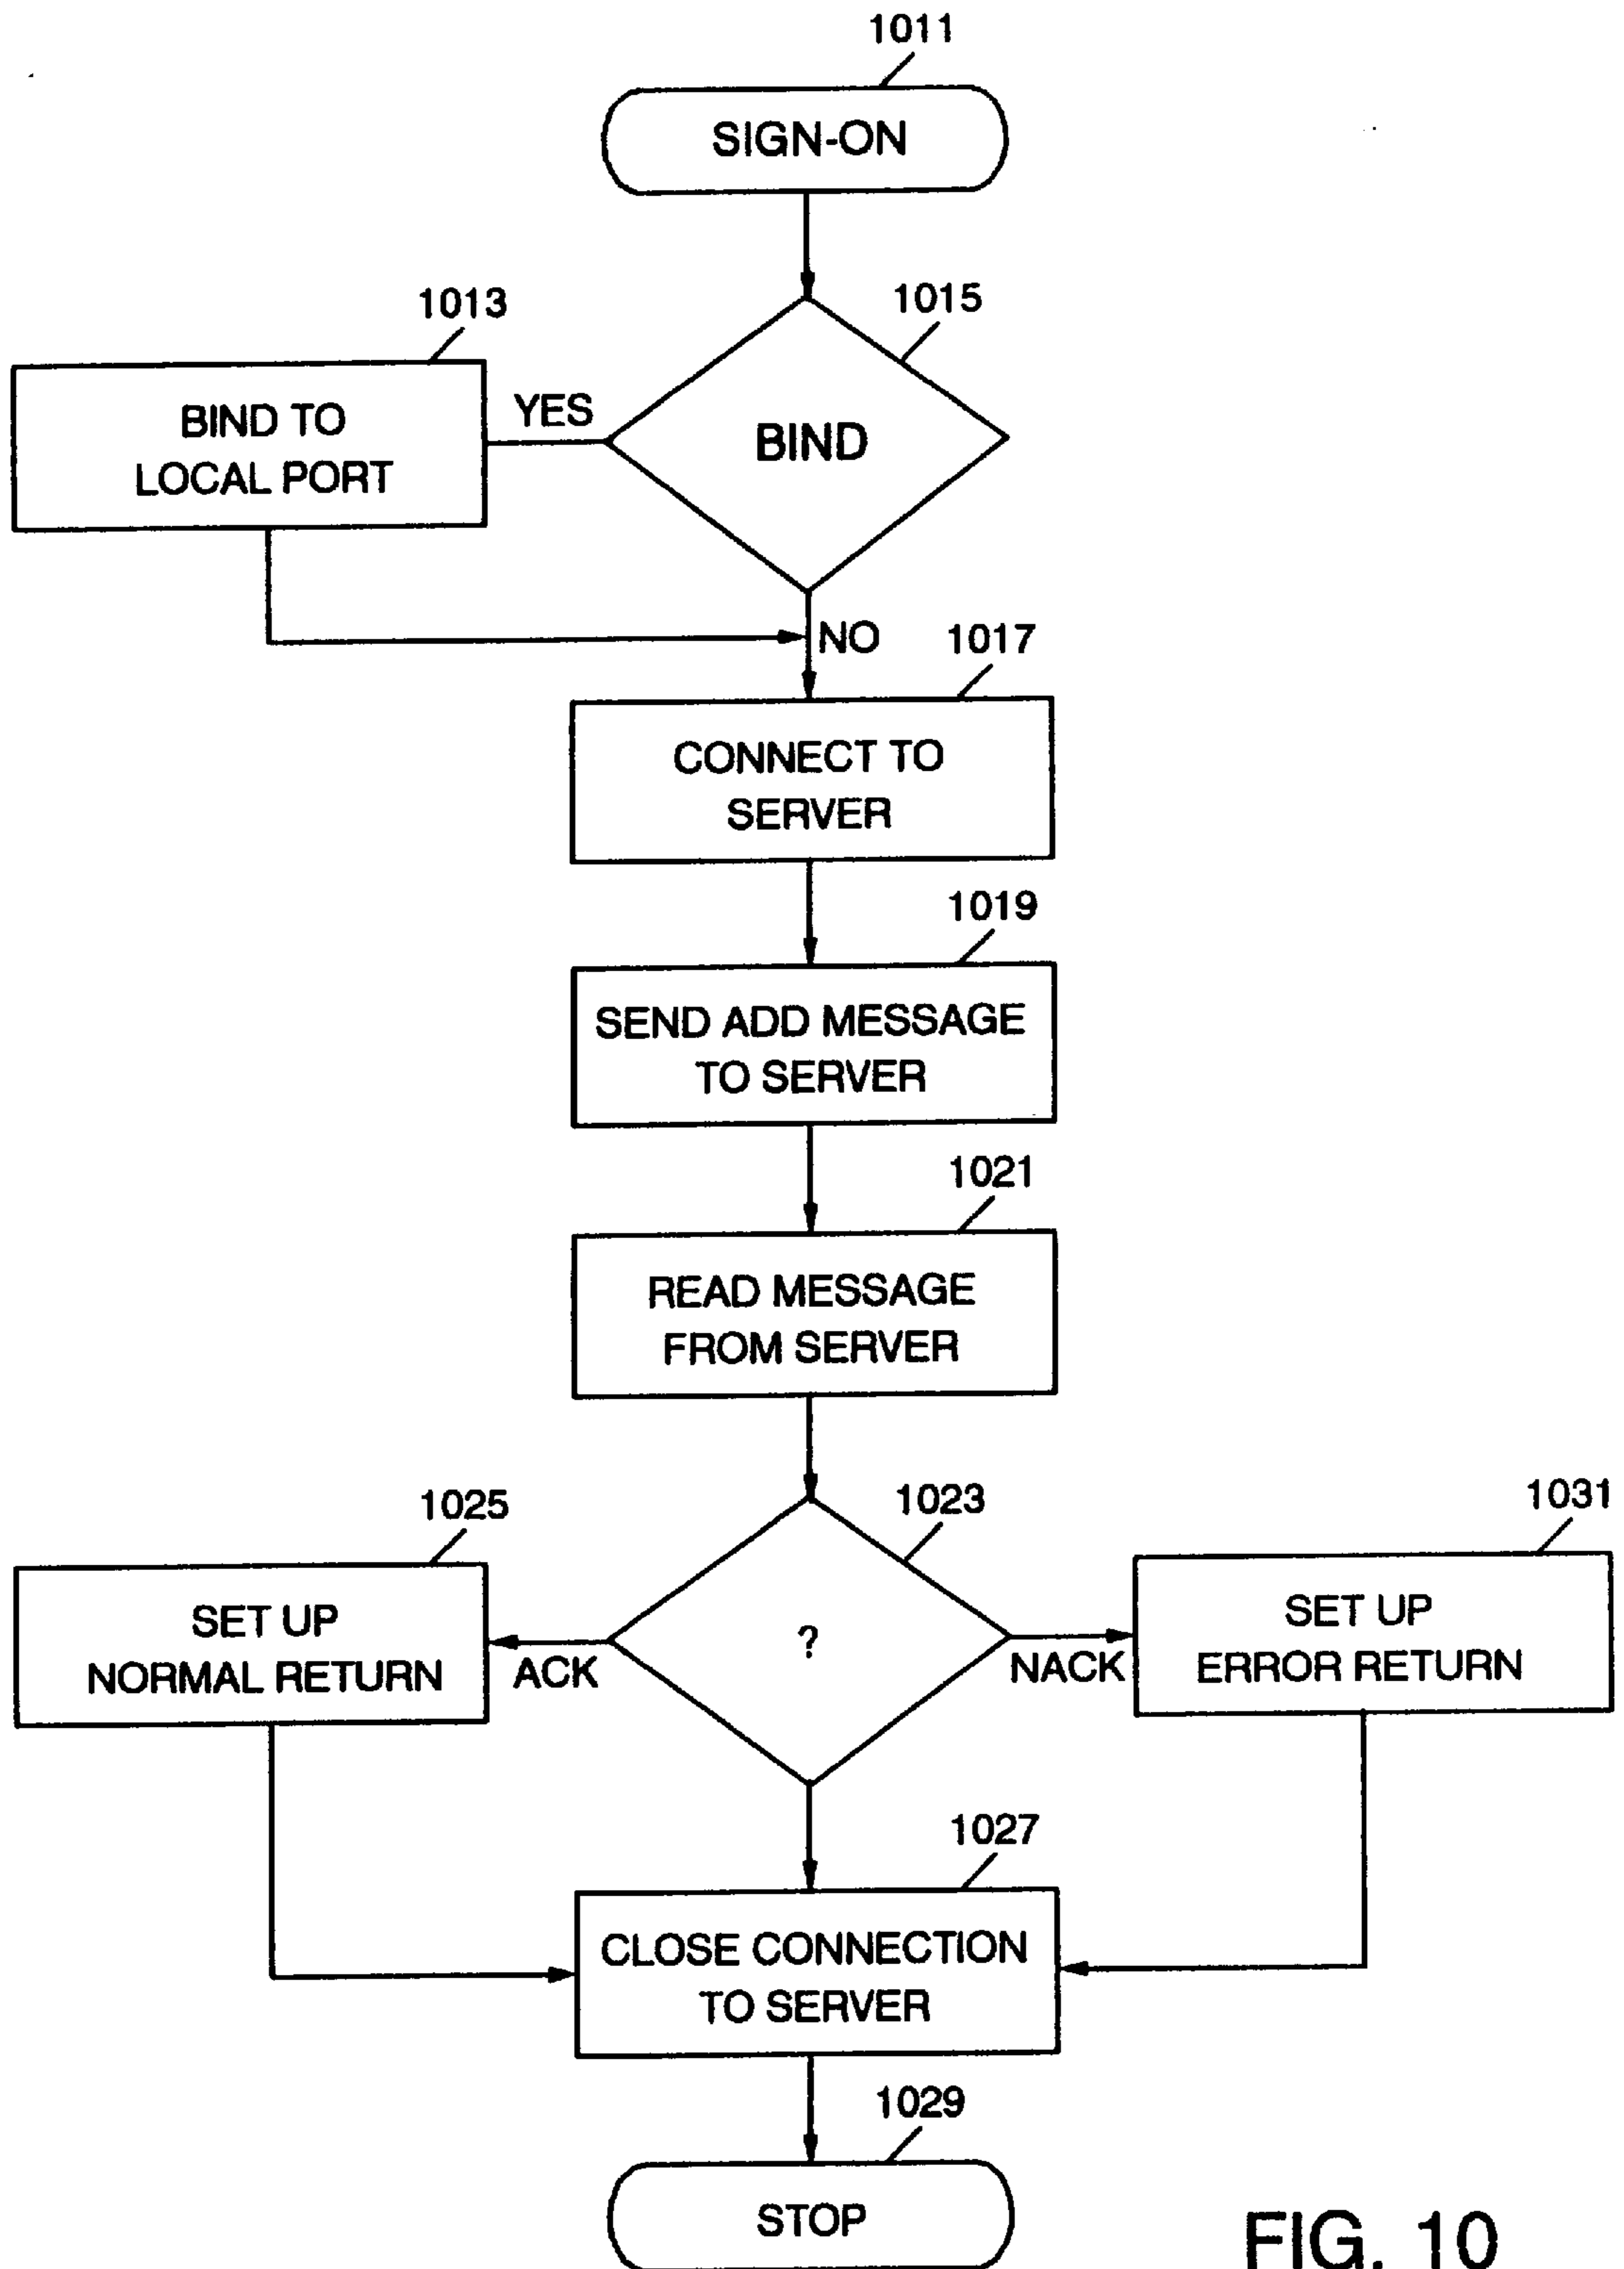 1011
SIGN-ON
1013
1015
BIND TO
LOCAL PORT
YES
BIND
NO
1017
CONNECT TO
SERVER
1019
SEND ADD MESSAGE
TO SERVER
1021
READ MESSAGE
FROM SERVER
1025
1023
1031
SET UP
NORMAL RETURN
ACK
?
NACK
SET UP
ERROR RETURN
1027
CLOSE CONNECTION
TO SERVER
1029
STOP
FIG. 10